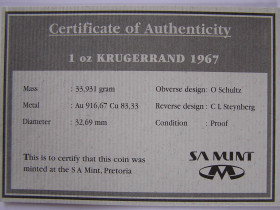 Certificate of Authenticity
1 oz KRUGERRAND 1967
Mass : 33,931 gram Obverse design : O Schultz
Metal : Au 916.67 Cu 83,33 Reverse design : C L Steynberg
Diameter : 32,69 mm Condition : Proof
This is to certify that this coin was
minted at the S A Mint, Pretoria
SA MINT